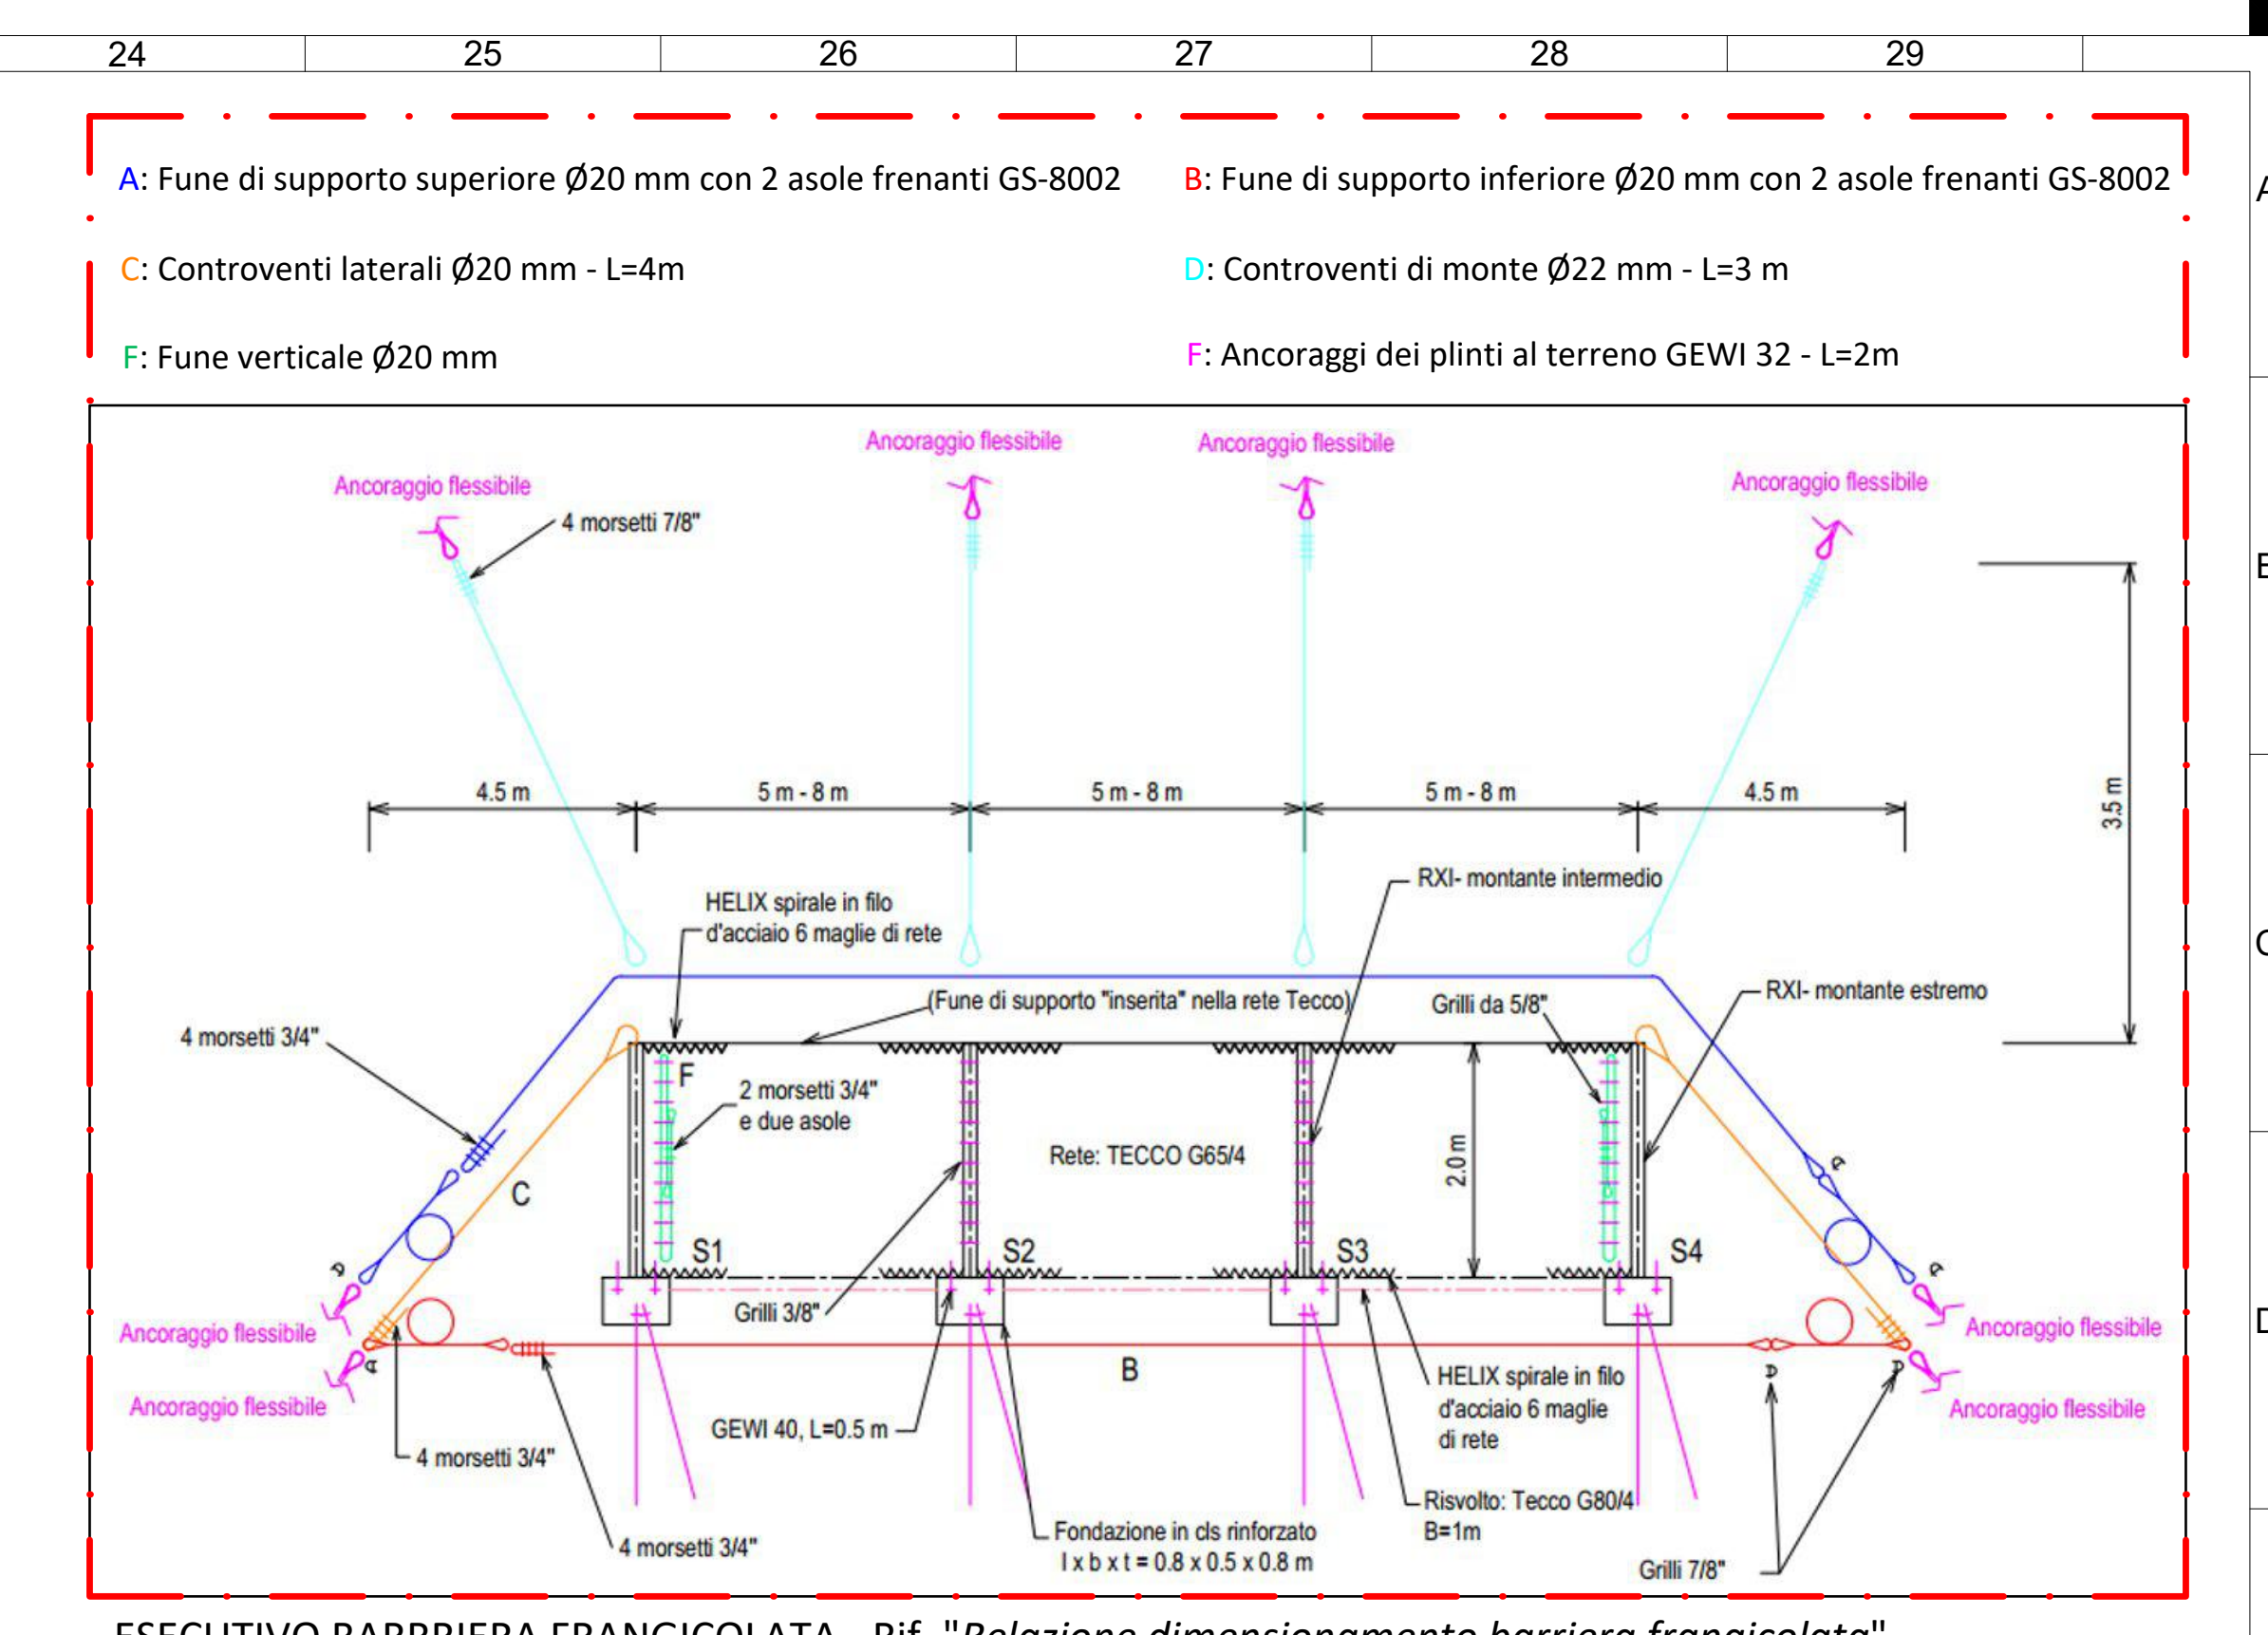 24 25 26 27 28 29
A: Fune di supporto superiore Ø20 mm con 2 asole frenanti GS-8002
B: Fune di supporto inferiore Ø20 mm con 2 asole frenanti GS-8002
C: Controventi laterali Ø20 mm - L=4m
D: Controventi di monte Ø22 mm - L=3 m
F: Fune verticale Ø20 mm
F: Ancoraggi dei plinti al terreno GEWI 32 - L=2m
Ancoraggio flessibile
Ancoraggio flessibile
Ancoraggio flessibile
Ancoraggio flessibile
4 morsetti 7/8"
4.5 m
5 m - 8 m
5 m - 8 m
5 m - 8 m
4.5 m
3.5 m
RXI- montante intermedio
HELIX spirale in filo
d'acciaio 6 maglie di rete
(Fune di supporto "inserita" nella rete Tecco)
Grilli da 5/8"
RXI- montante estremo
4 morsetti 3/4"
F
2 morsetti 3/4"
e due asole
Rete: TECCO G65/4
2.0 m
C
S1
S2
S3
S4
Grilli 3/8"
Ancoraggio flessibile
Ancoraggio flessibile
Ancoraggio flessibile
Ancoraggio flessibile
B
HELIX spirale in filo
d'acciaio 6 maglie
di rete
GEWI 40, L=0.5 m
4 morsetti 3/4"
Risvolto: Tecco G80/4
B=1m
Fondazione in cls rinforzato
l x b x t = 0.8 x 0.5 x 0.8 m
4 morsetti 3/4"
Grilli 7/8"
ESECUTIVO BARRRIERA FRANGICOLATA - Rif. "Relazione dimensionamento barriera frangicolata"